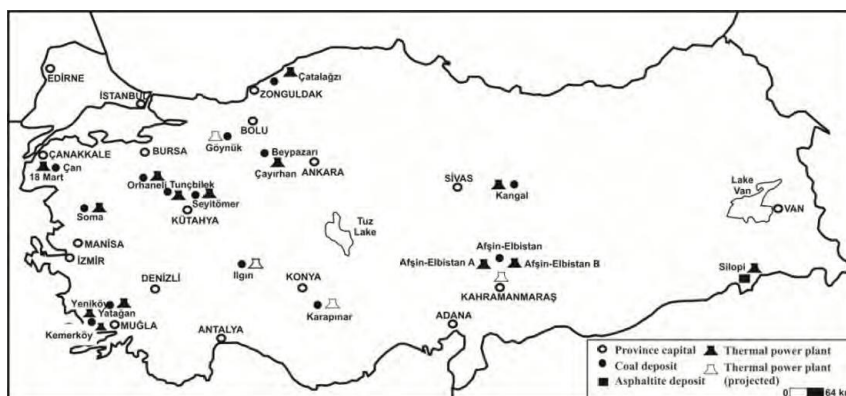 EDİRNE
İSTANBUL
Çatalağzı
ZONGULDAK
BOLU
Göynük
ÇANAKKALE
BURSA
Beypazarı
18 Mart
Çan
Çayırhan
ANKARA
Orhaneli
Tunçbilek
Seyitömer
KÜTAHYA
SİVAS
Kangal
Lake
Van
VAN
Soma
Tuz
Lake
MANİSA
İZMİR
Afşin-Elbistan
Afşin-Elbistan A
Afşin-Elbistan B
Ilgın
KONYA
DENİZLİ
Silopi
KAHRAMANMARAŞ
Karapınar
Yeniköy
Yatağan
MUĞLA
Kemerköy
ANTALYA
ADANA
Province capital
Thermal power plant
Coal deposit
Thermal power plant
(projected)
Asphaltite deposit
0 64 km